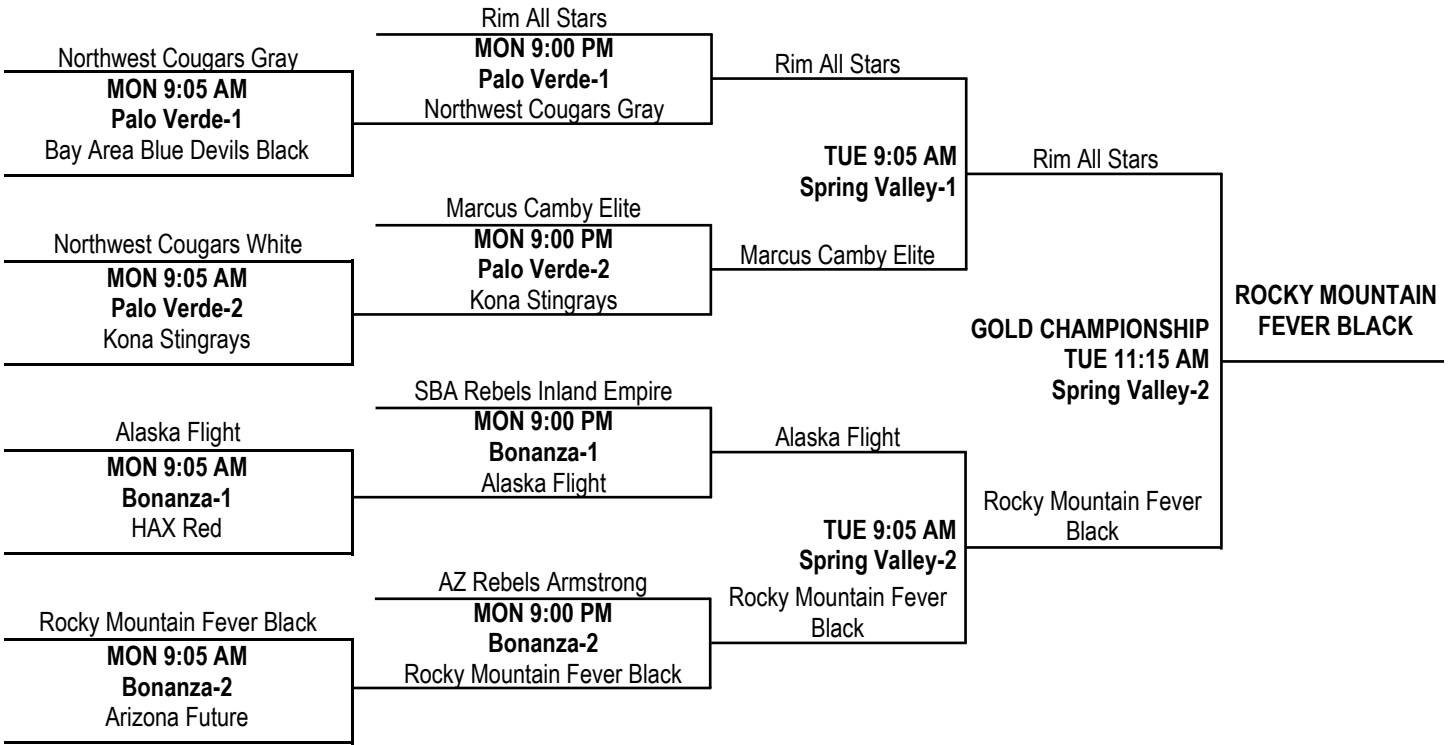 Northwest Cougars Gray
MON 9:05 AM
Palo Verde-1
Bay Area Blue Devils Black
Northwest Cougars White
MON 9:05 AM
Palo Verde-2
Kona Stingrays
Alaska Flight
MON 9:05 AM
Bonanza-1
HAX Red
Rocky Mountain Fever Black
MON 9:05 AM
Bonanza-2
Arizona Future
Rim All Stars
MON 9:00 PM
Palo Verde-1
Northwest Cougars Gray
Marcus Camby Elite
MON 9:00 PM
Palo Verde-2
Kona Stingrays
SBA Rebels Inland Empire
MON 9:00 PM
Bonanza-1
Alaska Flight
AZ Rebels Armstrong
MON 9:00 PM
Bonanza-2
Rocky Mountain Fever Black
Rim All Stars
TUE 9:05 AM
Spring Valley-1
Marcus Camby Elite
Alaska Flight
TUE 9:05 AM
Spring Valley-2
Rocky Mountain Fever
Black
Rim All Stars
GOLD CHAMPIONSHIP
TUE 11:15 AM
Spring Valley-2
Rocky Mountain Fever
Black
ROCKY MOUNTAIN
FEVER BLACK